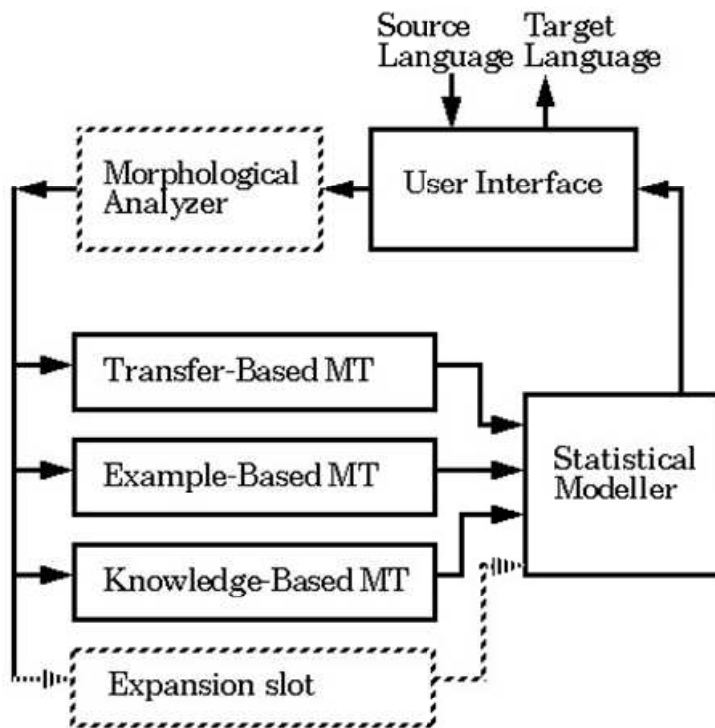 Source
Language
Target
Language
Morphological
Analyzer
User Interface
Transfer-Based MT
Example-Based MT
Statistical
Modeller
Knowledge-Based MT
Expansion slot